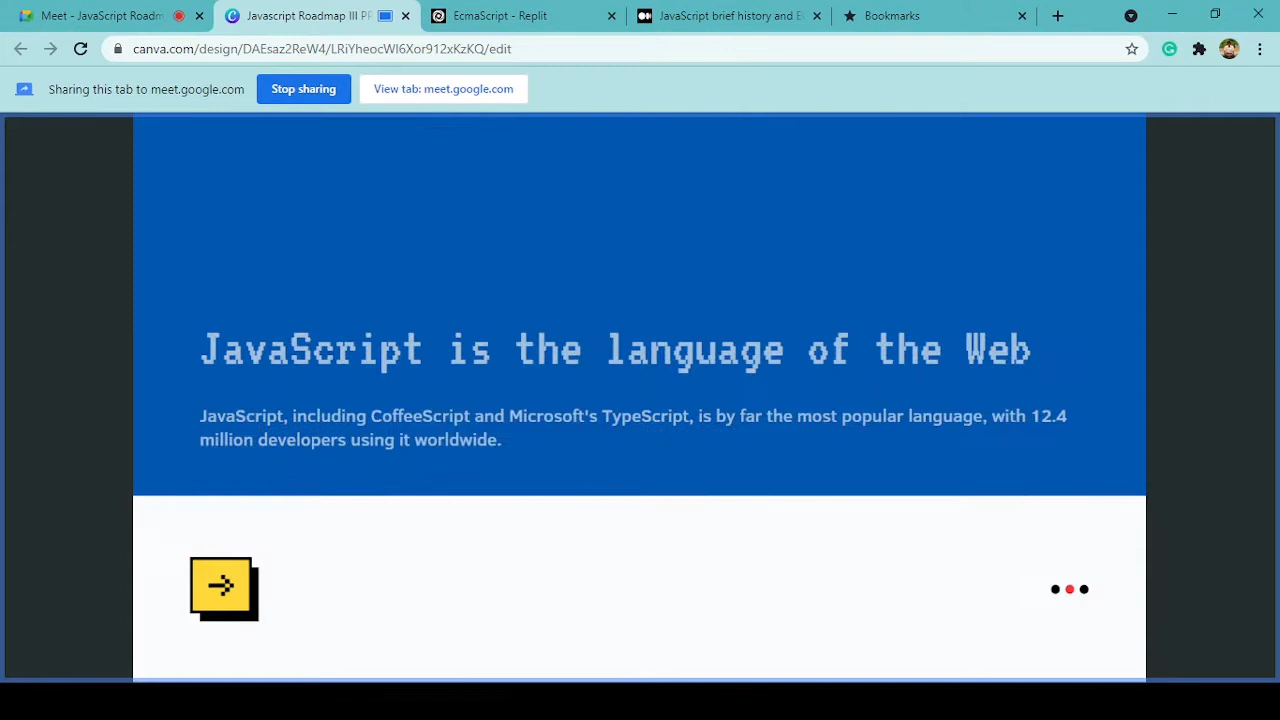 Meet - JavaScript Roadm
Javascript Roadmap III PF
EcmaScript - Replit
JavaScript brief history and E
Bookmarks
canva.com/design/DAEsaz2ReW4/LRiYheocWI6Xor912xKzKQ/edit
Sharing this tab to meet.google.com
Stop sharing
View tab: meet.google.com
JavaScript is the language of the Web
JavaScript, including CoffeeScript and Microsoft's TypeScript, is by far the most popular language, with 12.4
million developers using it worldwide.